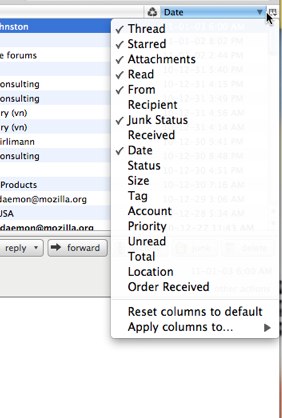 Date
ohnston
e forums
onsulting
onsulting
ry (vn)
ry (vn)
irlimann
onsulting
Products
daemon@mozilla.org
USA
daemon@mozilla.org
reply
forward
Thread
Starred
Attachments
Read
From
Recipient
Junk Status
Received
Date
Status
Size
Tag
Account
Priority
Unread
Total
Location
Order Received
Reset columns to default
Apply columns to...